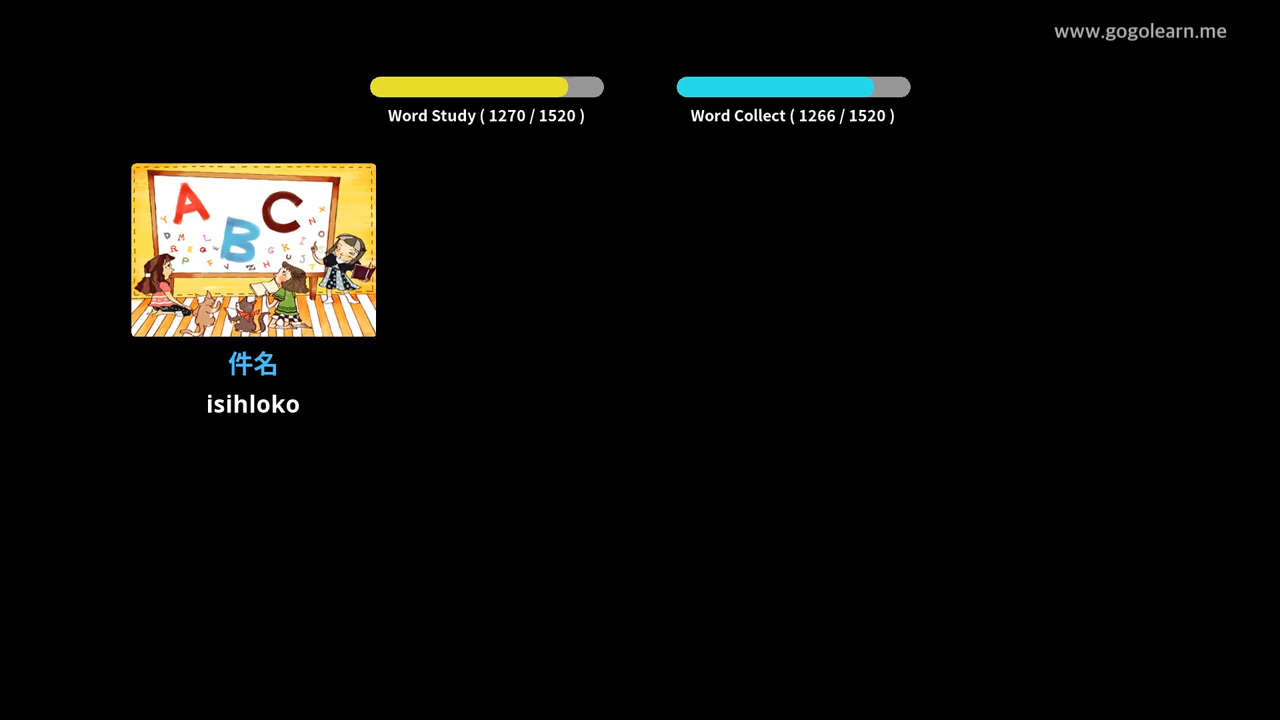 www.gogolearn.me
Word Study ( 1270 / 1520 )
Word Collect ( 1266 / 1520 )
A
B
C
件名
isihloko